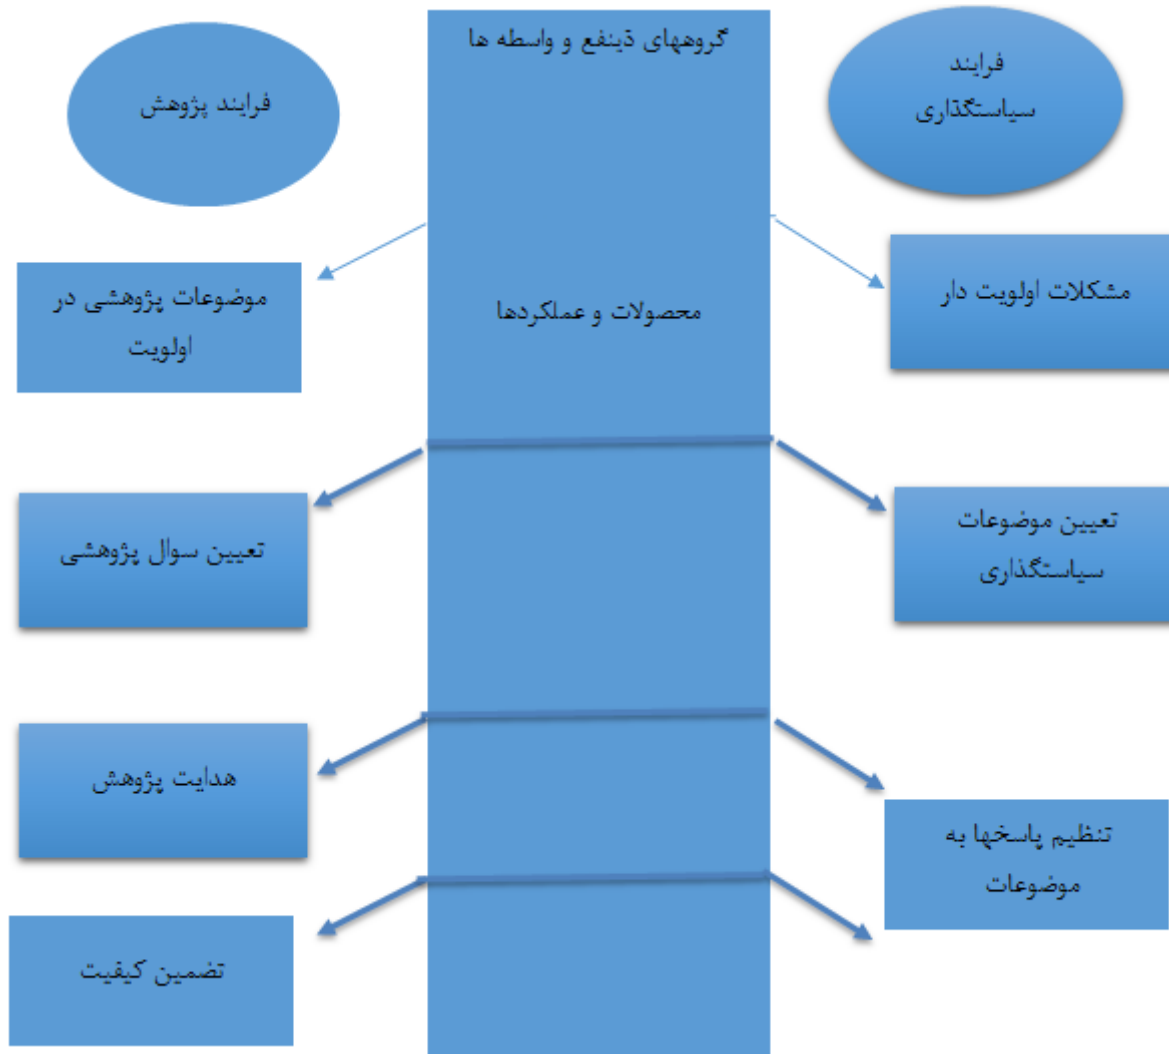 گروههای ذینفع و واسطه ها
فرایند
سیاستگذاری
فرایند پژوهش
مشکلات اولویت دار
محصولات و عملکردها
موضوعات پژوهشی در
اولویت
تعیین موضوعات
سیاستگذاری
تعیین سوال پژوهشی
هدایت پژوهش
تنظیم پاسخها به
موضوعات
تضمین کیفیت